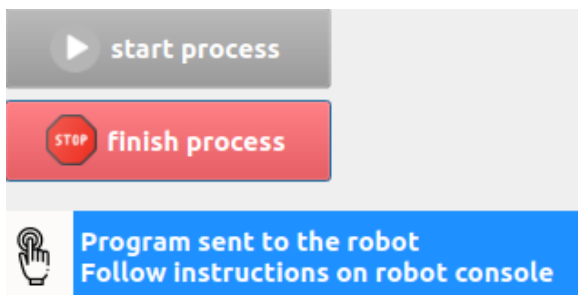 start process
STOP finish process
Program sent to the robot
Follow instructions on robot console